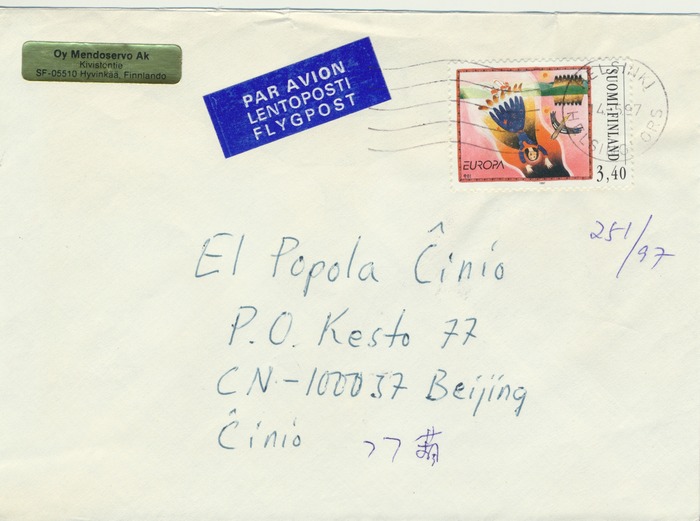 Oy Mendoservo Ak
Kivistontie
SF-05510 Hyvinkää, Finnlando
PAR AVION
LENTOPOSTI
FLYGPOST
HELSINKI
SUOMI-FINLAND
EUROPA
3,40
251/97
El Popola Ĉinio
P.O. Kesto 77
CN-100037 Beijing
Ĉinio